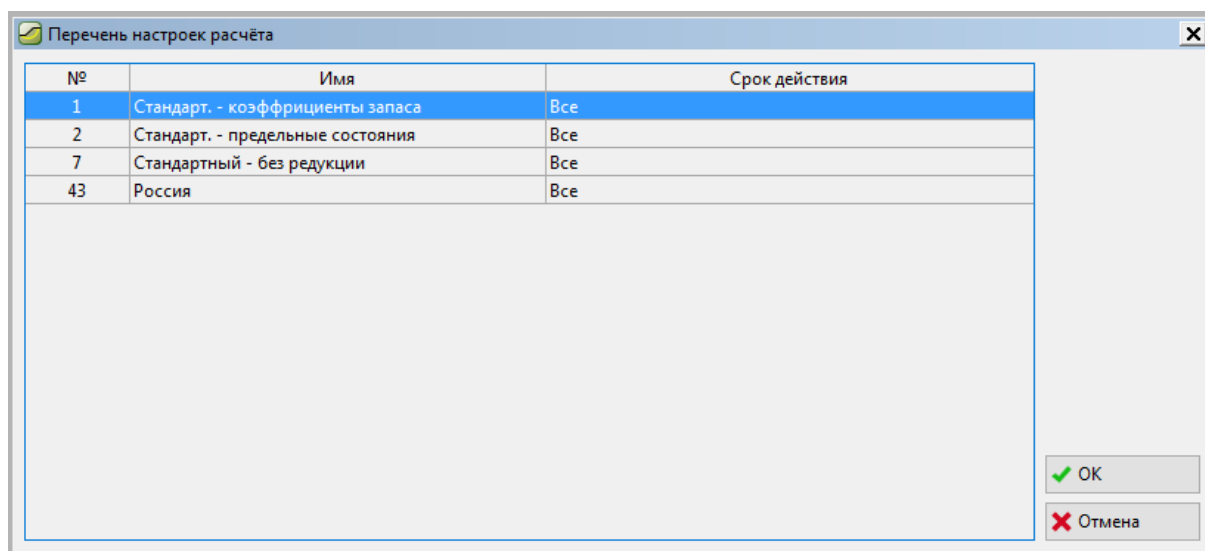 Перечень настроек расчёта
№ Имя Срок действия
1 Стандарт. - коэффрициенты запаса Все
2 Стандарт. - предельные состояния Все
7 Стандартный - без редукции Все
43 Россия Все
OK
Отмена